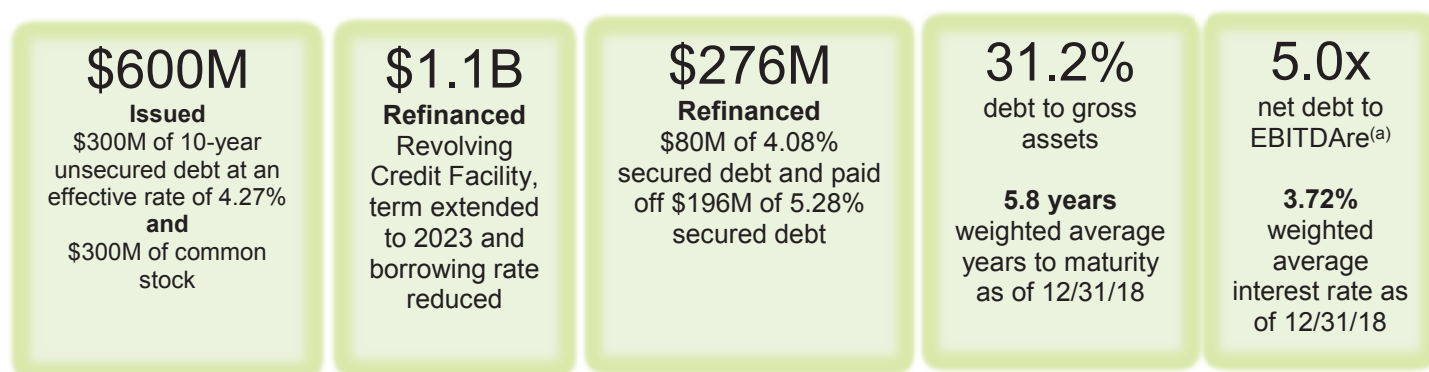 $600M
Issued
$300M of 10-year
unsecured debt at an
effective rate of 4.27%
and
$300M of common
stock
$1.1B
Refinanced
Revolving
Credit Facility,
term extended
to 2023 and
borrowing rate
reduced
$276M
Refinanced
$80M of 4.08%
secured debt and paid
off $196M of 5.28%
secured debt
31.2%
debt to gross
assets
5.8 years
weighted average
years to maturity
as of 12/31/18
5.0x
net debt to
EBITDAre(a)
3.72%
weighted
average
interest rate as
of 12/31/18